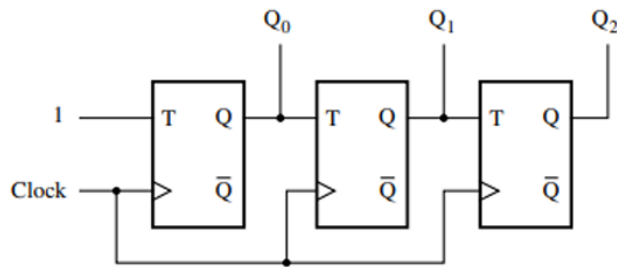 Q₀ Q₁ Q₂
1 T Q T Q T Q
Clock Q̅ Q̅ Q̅